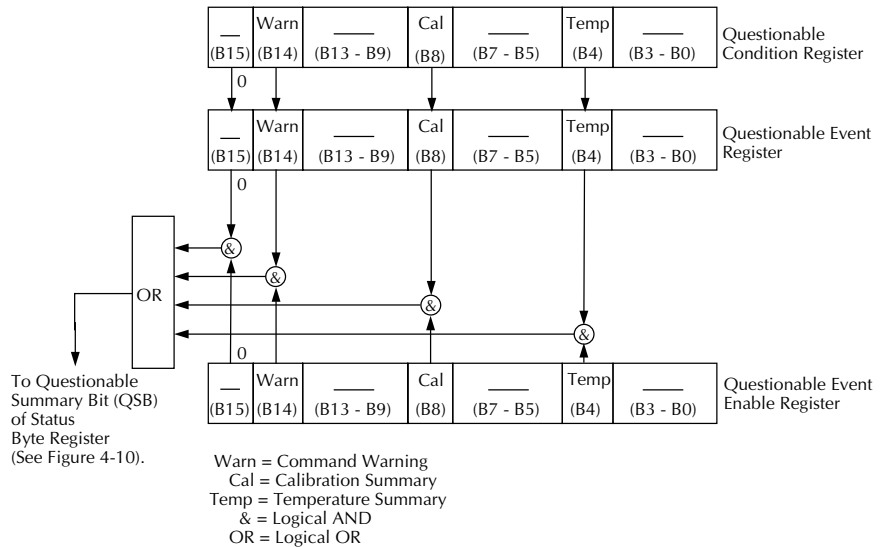 — Warn — Cal — Temp —
(B15) (B14) (B13 - B9) (B8) (B7 - B5) (B4) (B3 - B0)
Questionable
Condition Register
0
— Warn — Cal — Temp —
(B15) (B14) (B13 - B9) (B8) (B7 - B5) (B4) (B3 - B0)
Questionable Event
Register
0
&
&
OR
&
&
0
— Warn — Cal — Temp —
(B15) (B14) (B13 - B9) (B8) (B7 - B5) (B4) (B3 - B0)
Questionable Event
Enable Register
To Questionable
Summary Bit (QSB)
of Status
Byte Register
(See Figure 4-10).
Warn = Command Warning
Cal = Calibration Summary
Temp = Temperature Summary
& = Logical AND
OR = Logical OR